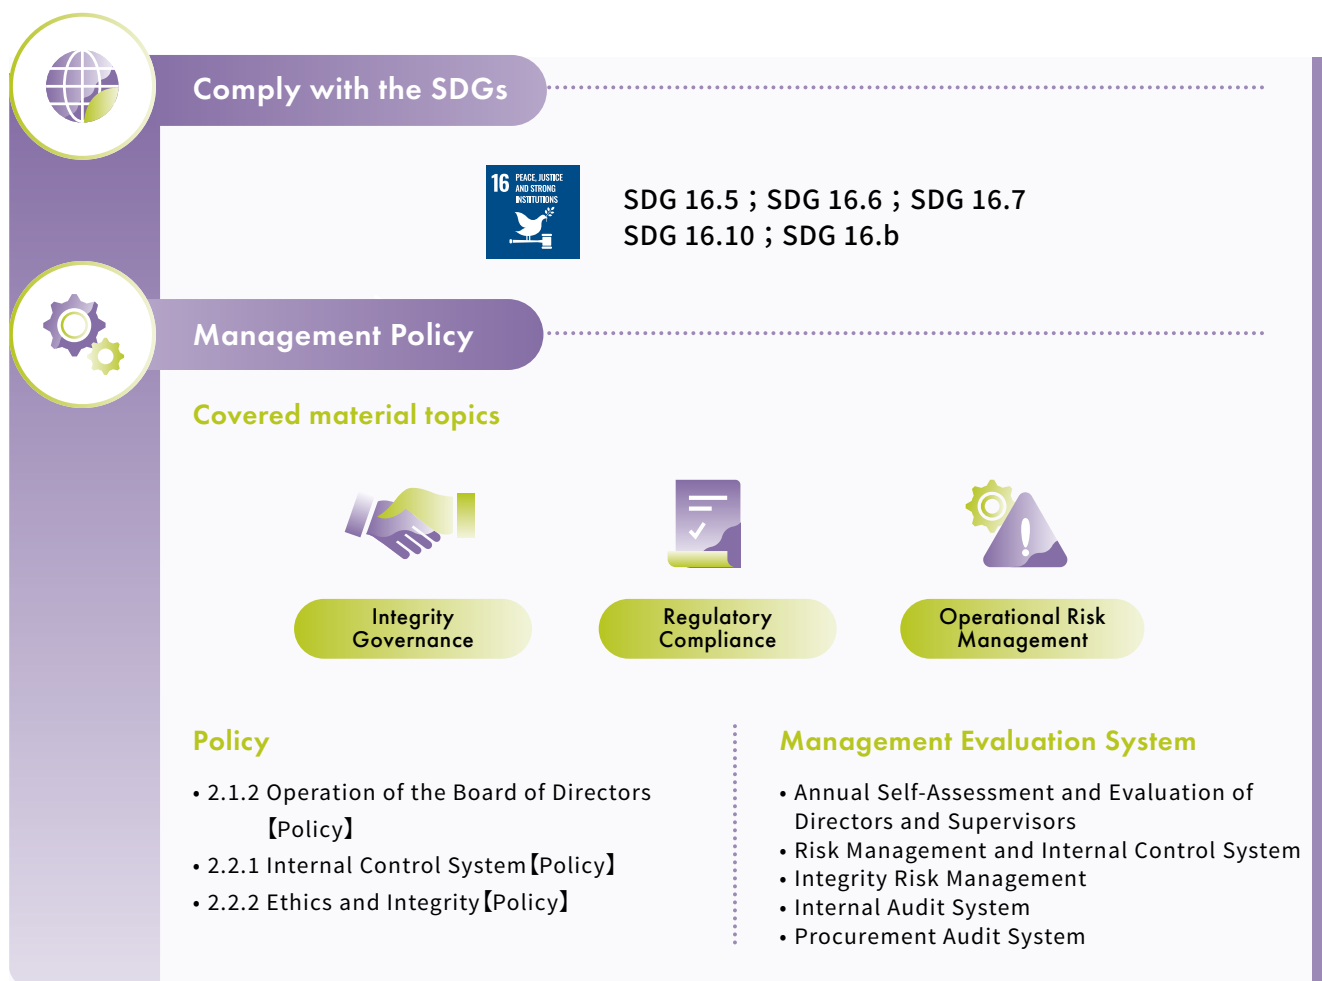 Comply with the SDGs
16 PEACE, JUSTICE
AND STRONG
INSTITUTIONS
SDG 16.5；SDG 16.6；SDG 16.7
SDG 16.10；SDG 16.b
Management Policy
Covered material topics
Integrity
Governance
Regulatory
Compliance
Operational Risk
Management
Policy
• 2.1.2 Operation of the Board of Directors
【Policy】
• 2.2.1 Internal Control System【Policy】
• 2.2.2 Ethics and Integrity【Policy】
Management Evaluation System
• Annual Self-Assessment and Evaluation of
Directors and Supervisors
• Risk Management and Internal Control System
• Integrity Risk Management
• Internal Audit System
• Procurement Audit System